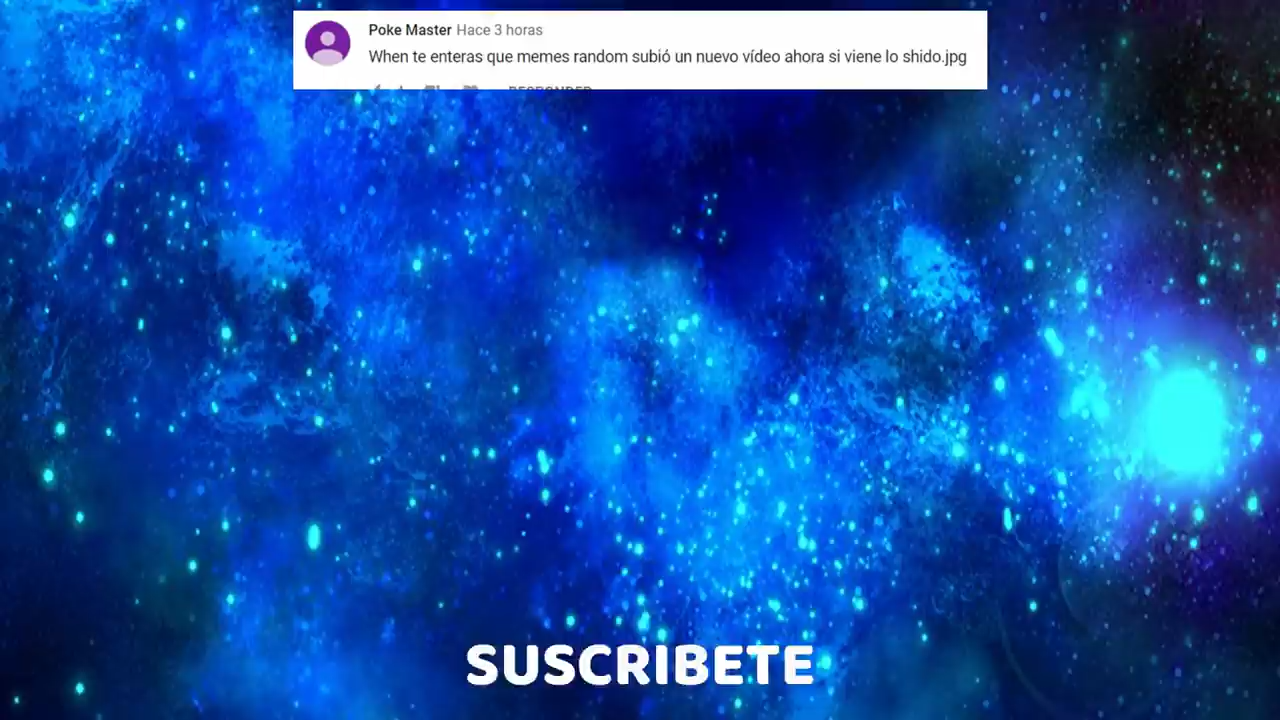 Poke Master Hace 3 horas
When te enteras que memes random subió un nuevo vídeo ahora si viene lo shido.jpg
RESPONDER
SUSCRIBETE